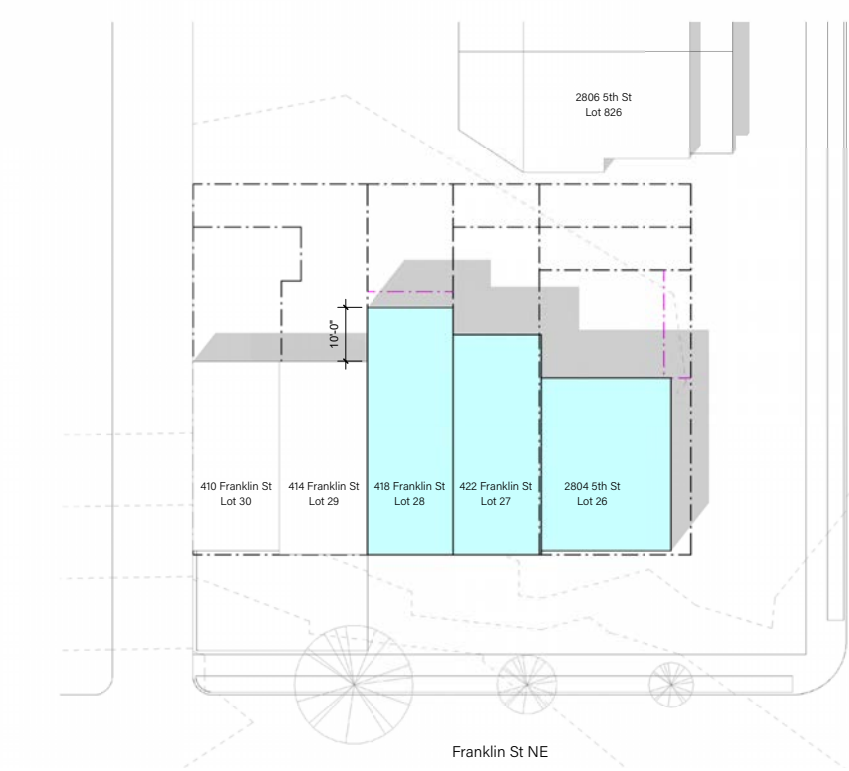 2806 5th St
Lot 826
10'-0"
410 Franklin St
Lot 30
414 Franklin St
Lot 29
418 Franklin St
Lot 28
422 Franklin St
Lot 27
2804 5th St
Lot 26
Franklin St NE